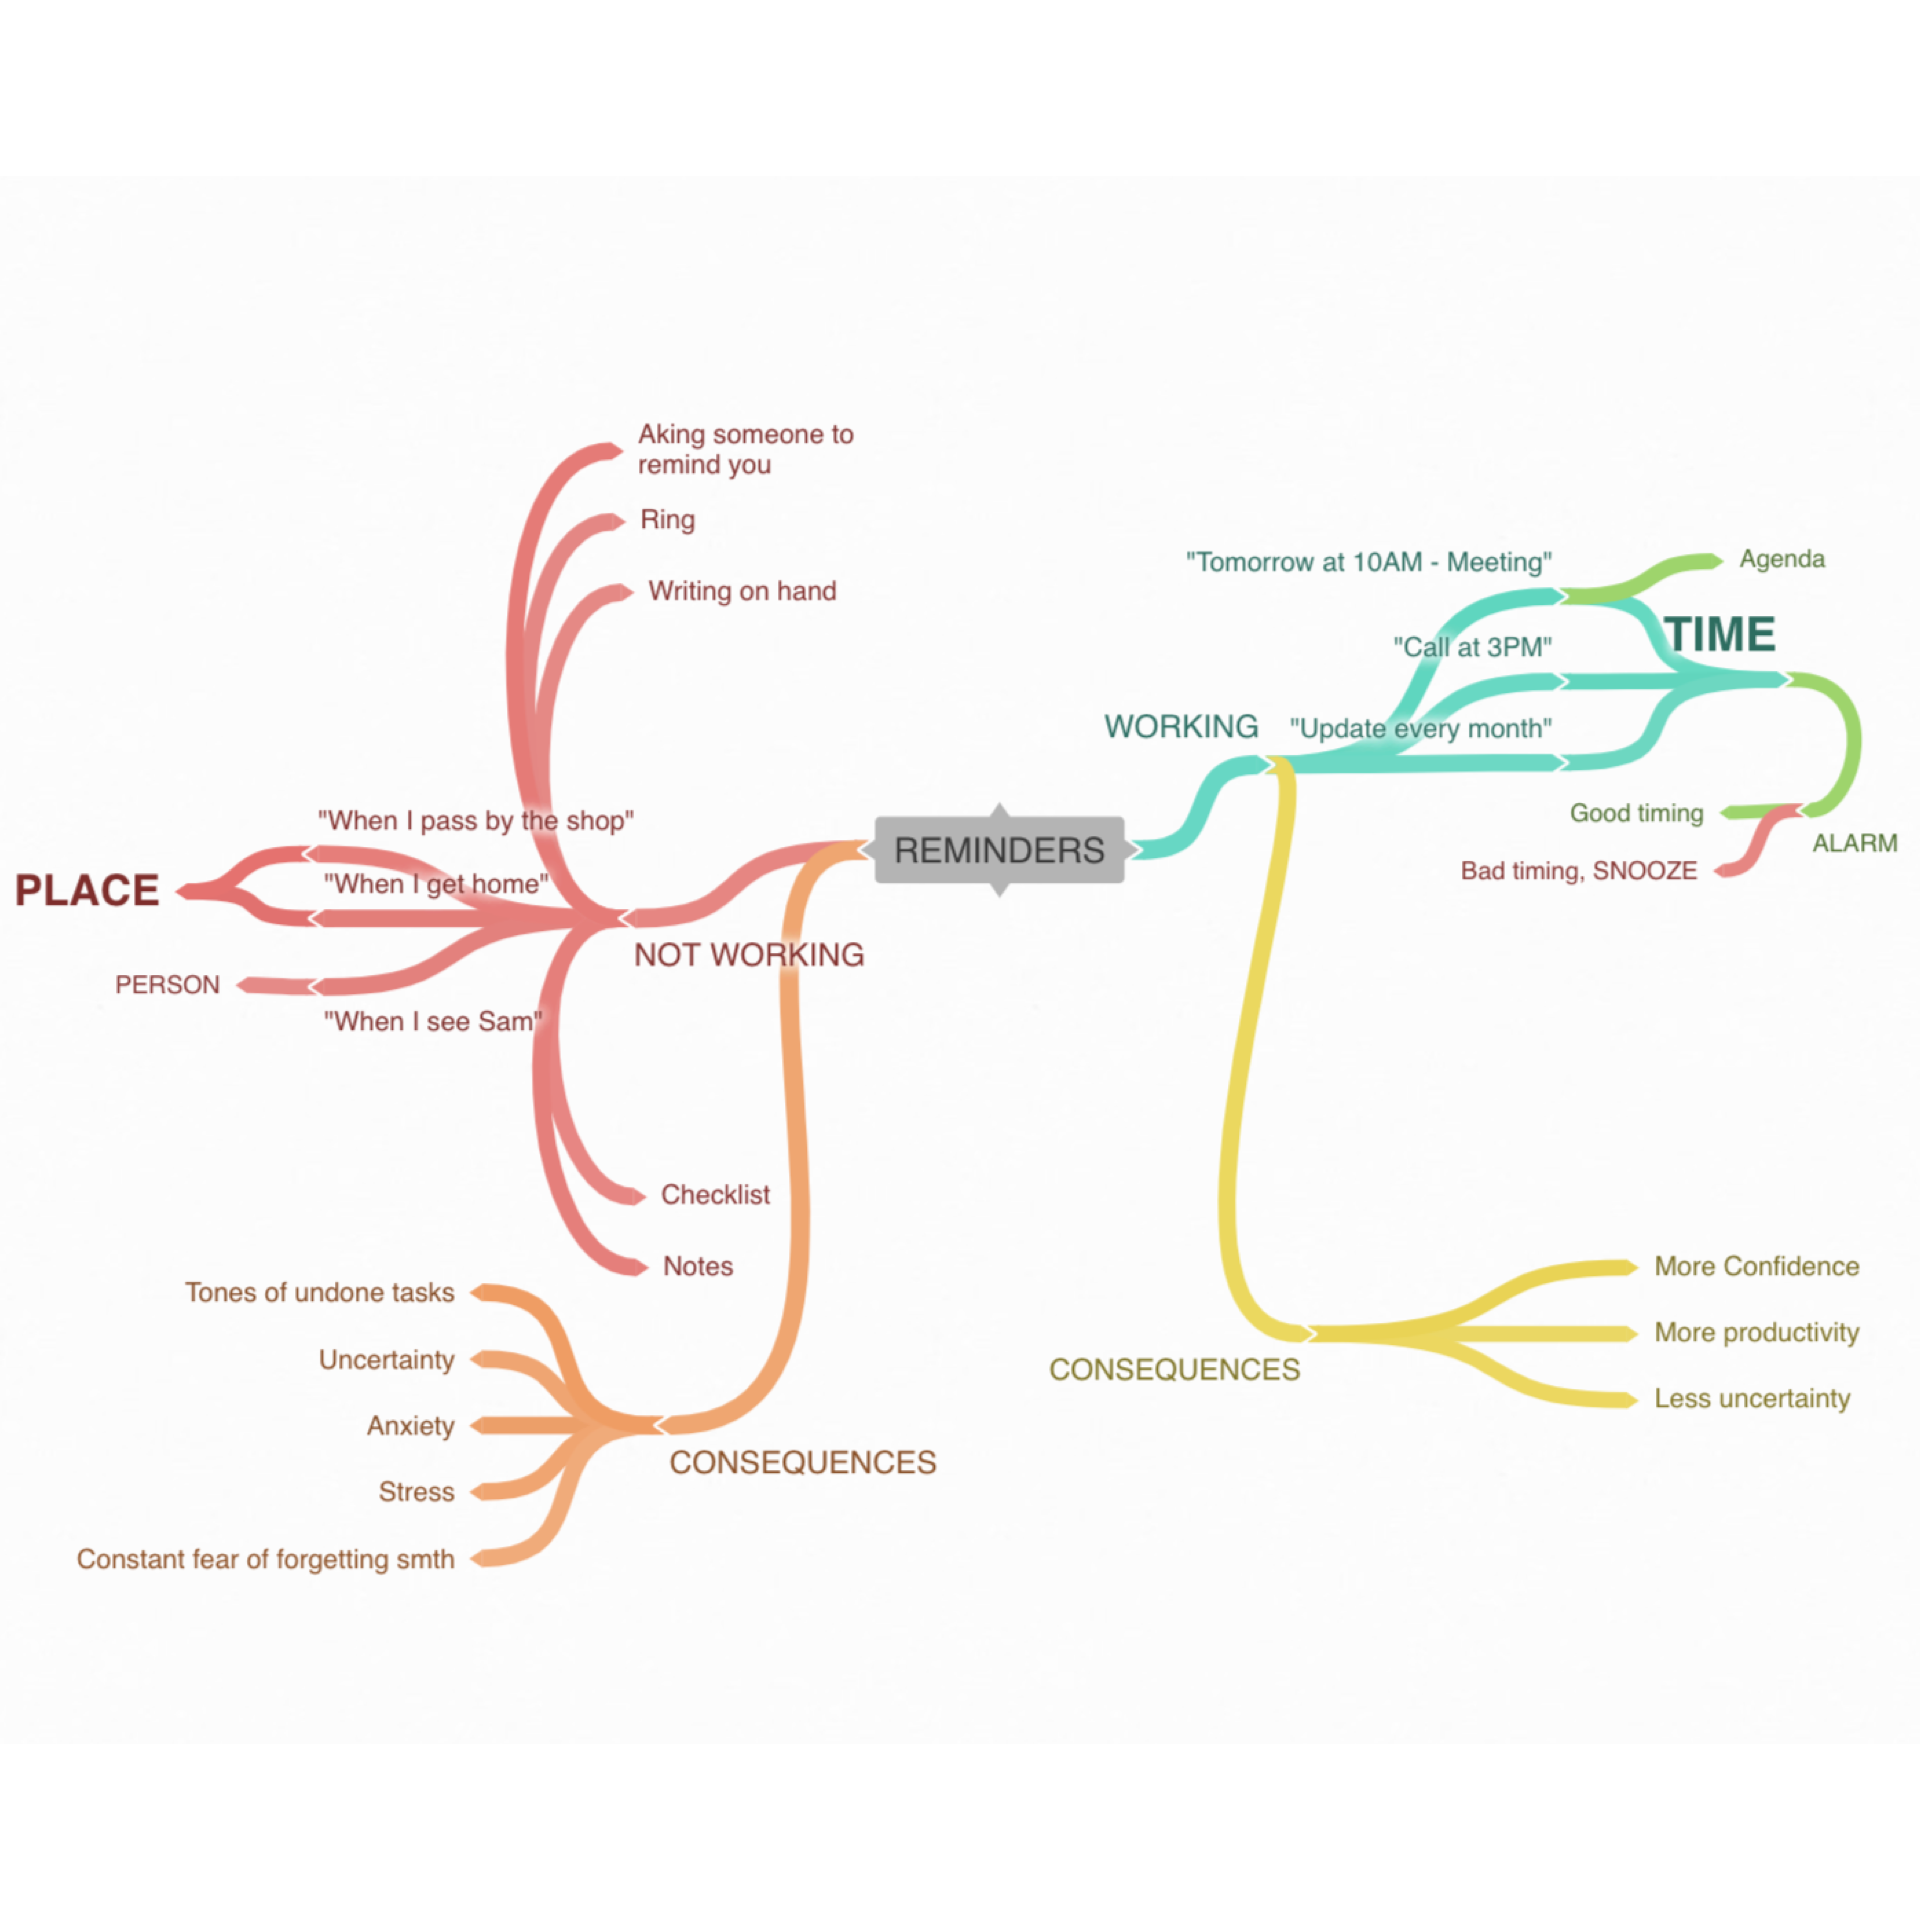 Aking someone to
remind you
Ring
Writing on hand
"When I pass by the shop"
"When I get home"
PLACE
NOT WORKING
PERSON
"When I see Sam"
Checklist
Notes
Tones of undone tasks
Uncertainty
Anxiety
Stress
Constant fear of forgetting smth
CONSEQUENCES
REMINDERS
WORKING
"Tomorrow at 10AM - Meeting"
"Call at 3PM"
"Update every month"
Agenda
TIME
Good timing
ALARM
Bad timing, SNOOZE
CONSEQUENCES
More Confidence
More productivity
Less uncertainty